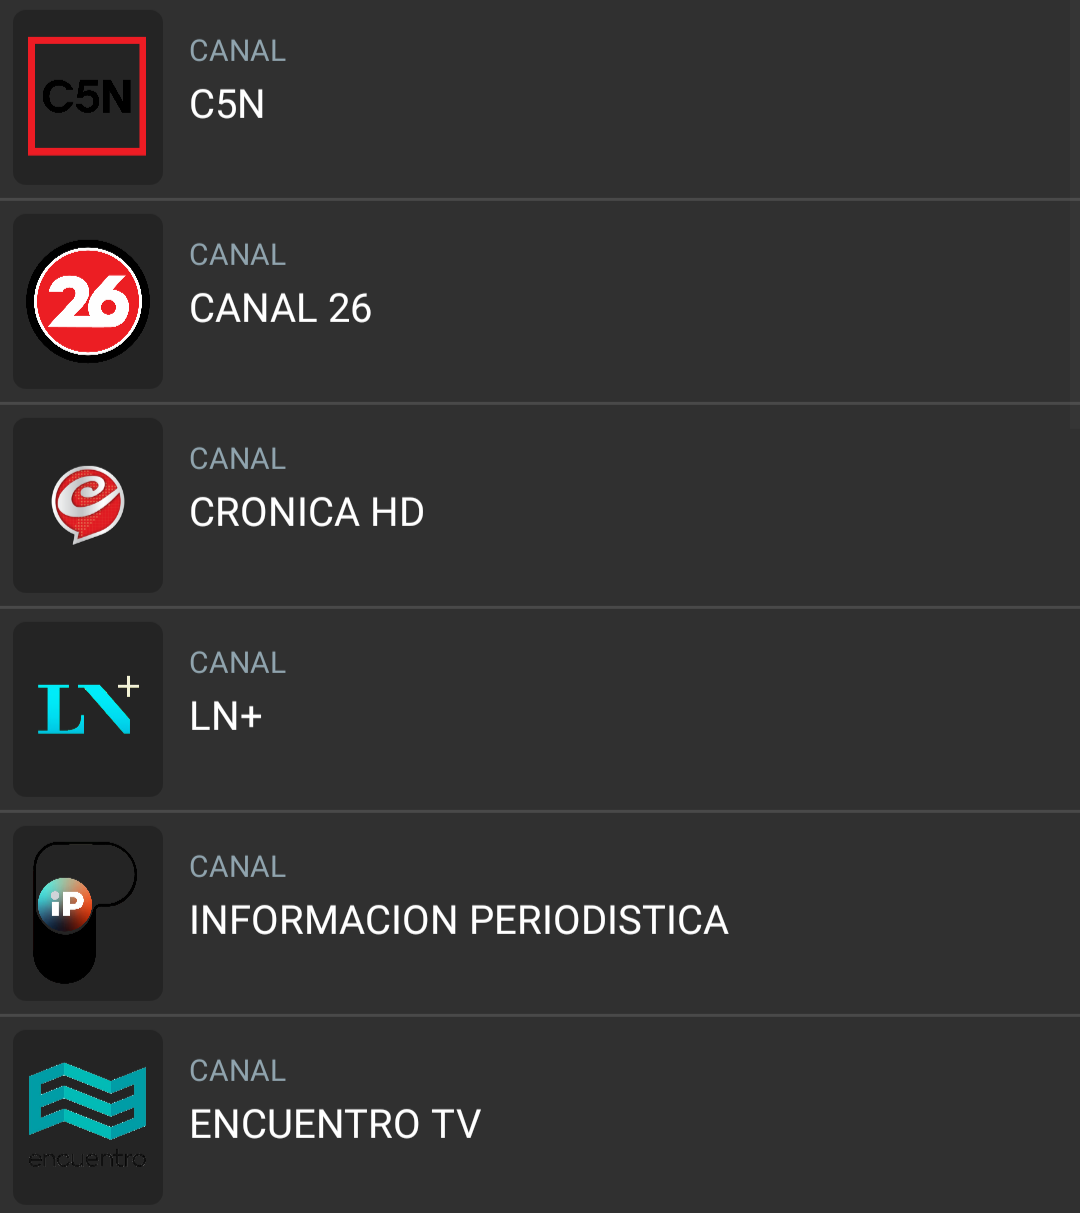 C5N
CANAL
C5N
26
CANAL
CANAL 26
CANAL
CRONICA HD
LN+
CANAL
LN+
iP
CANAL
INFORMACION PERIODISTICA
encuentro
CANAL
ENCUENTRO TV